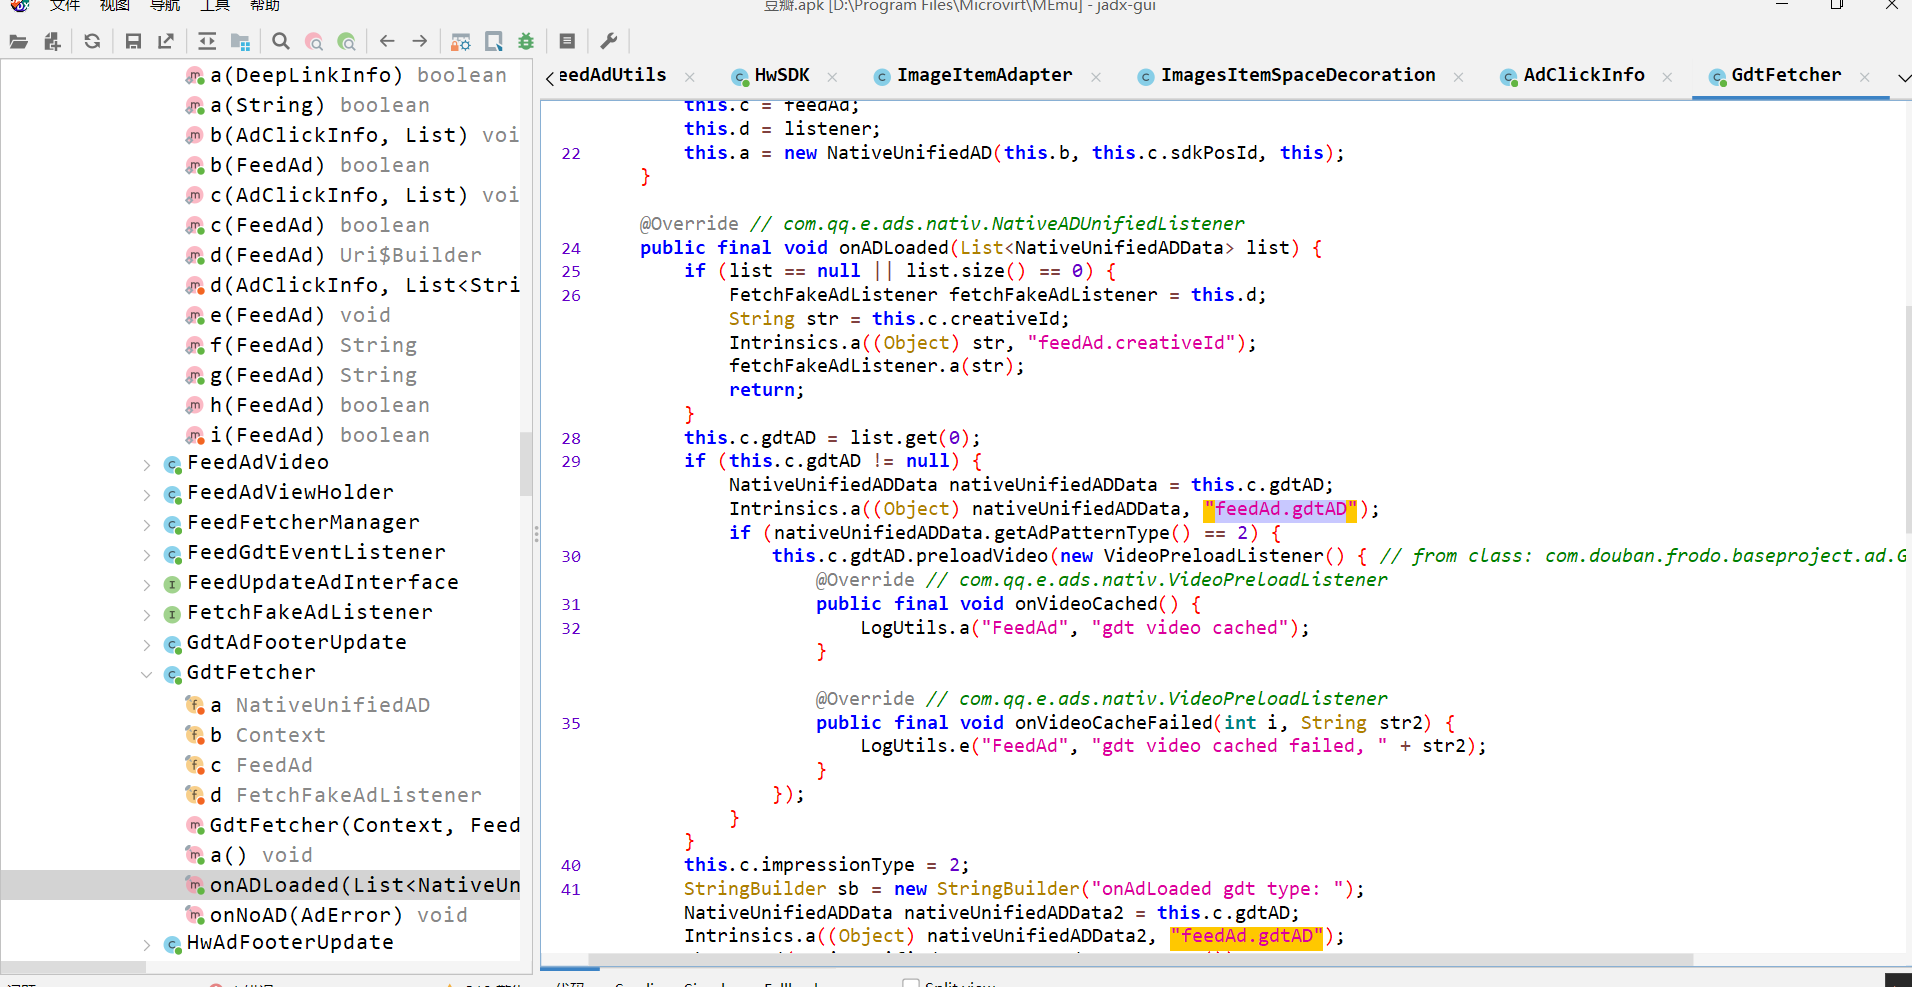 文件 视图 导航 工具 帮助
豆瓣.apk [D:\Program Files\Microvirt\MEmu] - jadx-gui
eedAdUtils HwSDK ImageItemAdapter ImagesItemSpaceDecoration AdClickInfo GdtFetcher
a(DeepLinkInfo) boolean
a(String) boolean
b(AdClickInfo, List) voi
b(FeedAd) boolean
c(AdClickInfo, List) voi
c(FeedAd) boolean
d(FeedAd) Uri$Builder
d(AdClickInfo, List<Stri
e(FeedAd) void
f(FeedAd) String
g(FeedAd) String
h(FeedAd) boolean
i(FeedAd) boolean
FeedAdVideo
FeedAdViewHolder
FeedFetcherManager
FeedGdtEventListener
FeedUpdateAdInterface
FetchFakeAdListener
GdtAdFooterUpdate
GdtFetcher
a NativeUnifiedAD
b Context
c FeedAd
d FetchFakeAdListener
GdtFetcher(Context, Feed
a() void
onADLoaded(List<NativeUn
onNoAD(AdError) void
HwAdFooterUpdate
this.c = feedAd;
this.d = listener;
22 this.a = new NativeUnifiedAD(this.b, this.c.sdkPosId, this);
}
@Override // com.qq.e.ads.nativ.NativeADUnifiedListener
24 public final void onADLoaded(List<NativeUnifiedADData> list) {
25 if (list == null || list.size() == 0) {
26 FetchFakeAdListener fetchFakeAdListener = this.d;
String str = this.c.creativeId;
Intrinsics.a((Object) str, "feedAd.creativeId");
fetchFakeAdListener.a(str);
return;
}
28 this.c.gdtAD = list.get(0);
29 if (this.c.gdtAD != null) {
NativeUnifiedADData nativeUnifiedADData = this.c.gdtAD;
Intrinsics.a((Object) nativeUnifiedADData, "feedAd.gdtAD");
if (nativeUnifiedADData.getAdPatternType() == 2) {
30 this.c.gdtAD.preloadVideo(new VideoPreloadListener() { // from class: com.douban.frodo.baseproject.ad.G
@Override // com.qq.e.ads.nativ.VideoPreloadListener
31 public final void onVideoCached() {
32 LogUtils.a("FeedAd", "gdt video cached");
}
@Override // com.qq.e.ads.nativ.VideoPreloadListener
35 public final void onVideoCacheFailed(int i, String str2) {
LogUtils.e("FeedAd", "gdt video cached failed, " + str2);
}
});
}
}
40 this.c.impressionType = 2;
41 StringBuilder sb = new StringBuilder("onAdLoaded gdt type: ");
NativeUnifiedADData nativeUnifiedADData2 = this.c.gdtAD;
Intrinsics.a((Object) nativeUnifiedADData2, "feedAd.gdtAD");
Split view